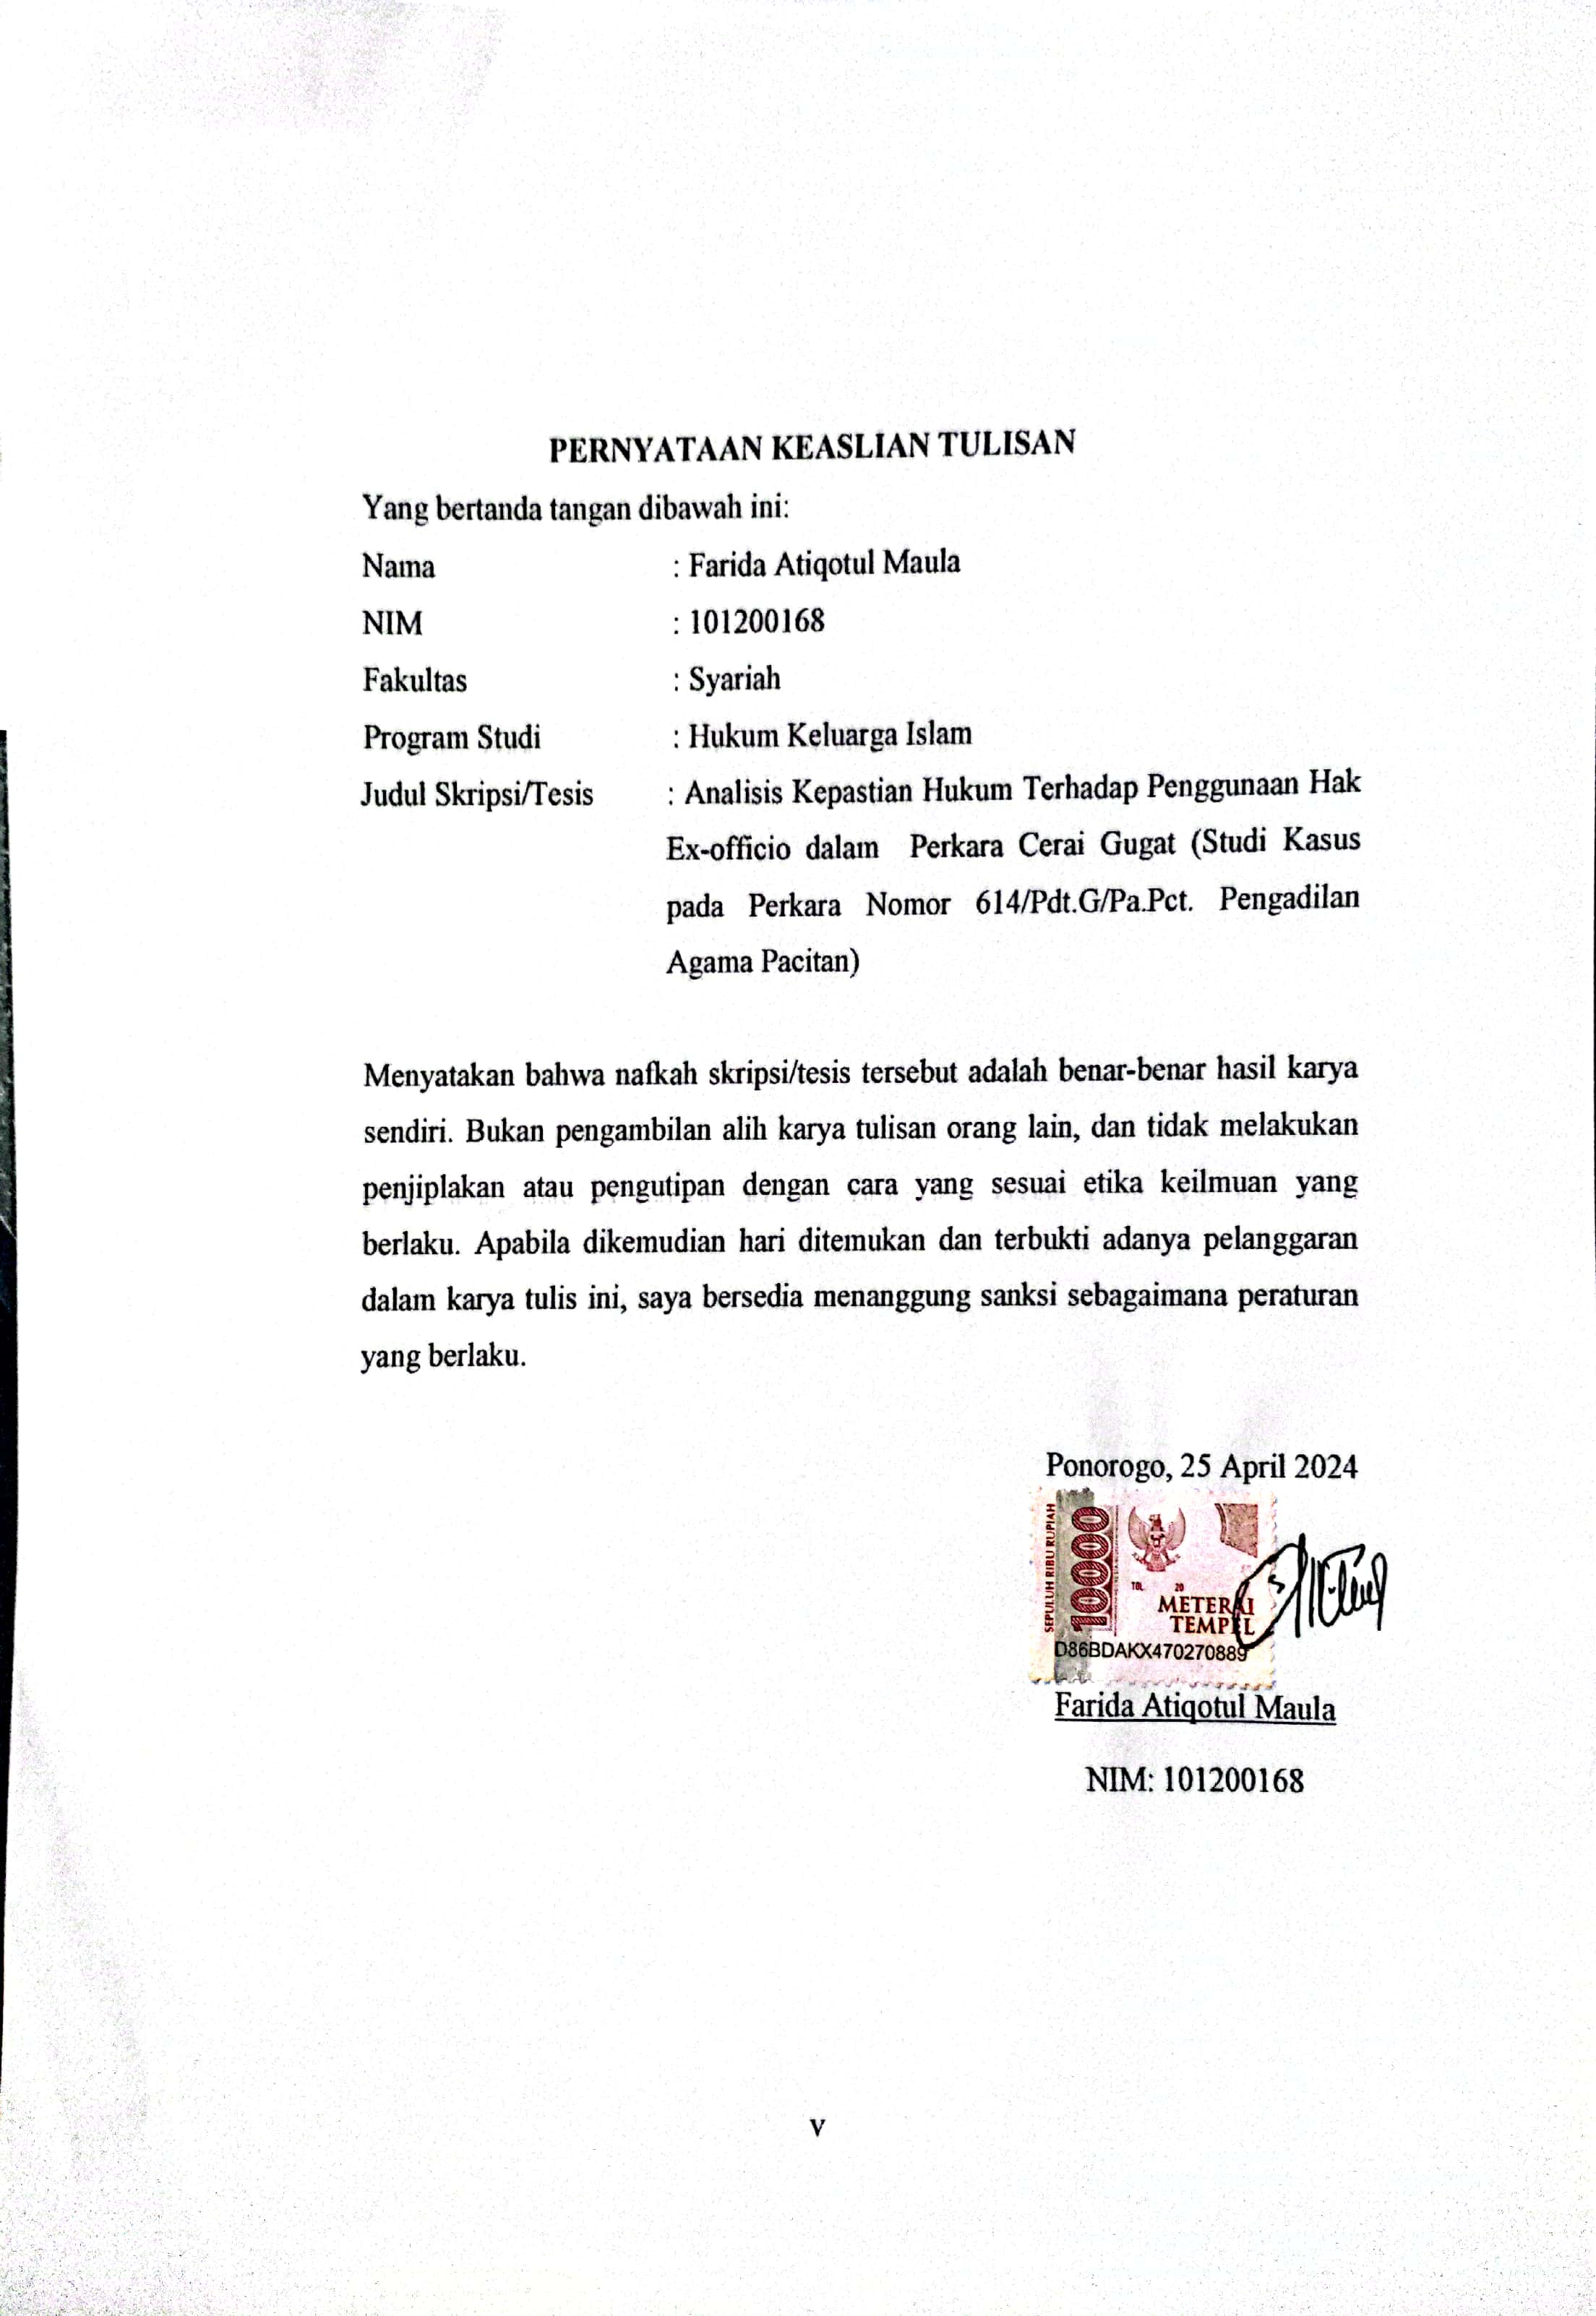 PERNYATAAN KEASLIAN TULISAN
Yang bertanda tangan dibawah ini:
Nama : Farida Atiqotul Maula
NIM : 101200168
Fakultas : Syariah
Program Studi : Hukum Keluarga Islam
Judul Skripsi/Tesis : Analisis Kepastian Hukum Terhadap Penggunaan Hak
Ex-officio dalam Perkara Cerai Gugat (Studi Kasus
pada Perkara Nomor 614/Pdt.G/Pa.Pct. Pengadilan
Agama Pacitan)
Menyatakan bahwa nafkah skripsi/tesis tersebut adalah benar-benar hasil karya
sendiri. Bukan pengambilan alih karya tulisan orang lain, dan tidak melakukan
penjiplakan atau pengutipan dengan cara yang sesuai etika keilmuan yang
berlaku. Apabila dikemudian hari ditemukan dan terbukti adanya pelanggaran
dalam karya tulis ini, saya bersedia menanggung sanksi sebagaimana peraturan
yang berlaku.
Ponorogo, 25 April 2024
SEPULUH RIBU RUPIAH
10000
TGL 20
METERAI
TEMPEL
D86BDAKX470270889
Farida Atiqotul Maula
NIM: 101200168
v